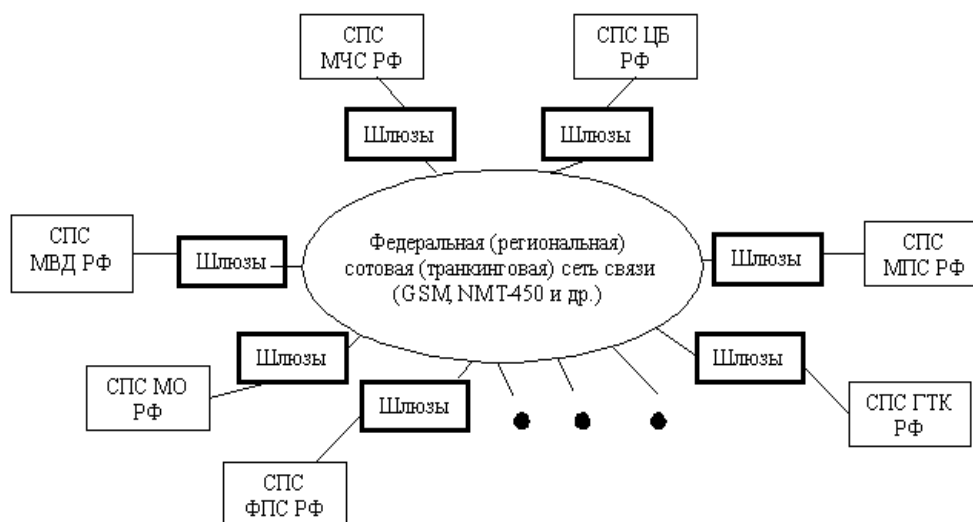 СПС
МЧС РФ
СПС ЦБ
РФ
Шлюзы
Шлюзы
СПС
МВД РФ
Шлюзы
Федеральная (региональная)
сотовая (транкинговая) сеть связи
(GSM, NMT-450 и др.)
Шлюзы
СПС
МПС РФ
Шлюзы
Шлюзы
СПС МО
РФ
Шлюзы
СПС ГТК
РФ
СПС
ФПС РФ